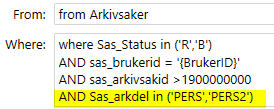 From: from Arkivsaker
Where: where Sas_Status in ('R','B')
AND sas_brukerid = '{BrukerID}'
AND sas_arkivsakid >1900000000
AND Sas_arkdel in ('PERS','PERS2')